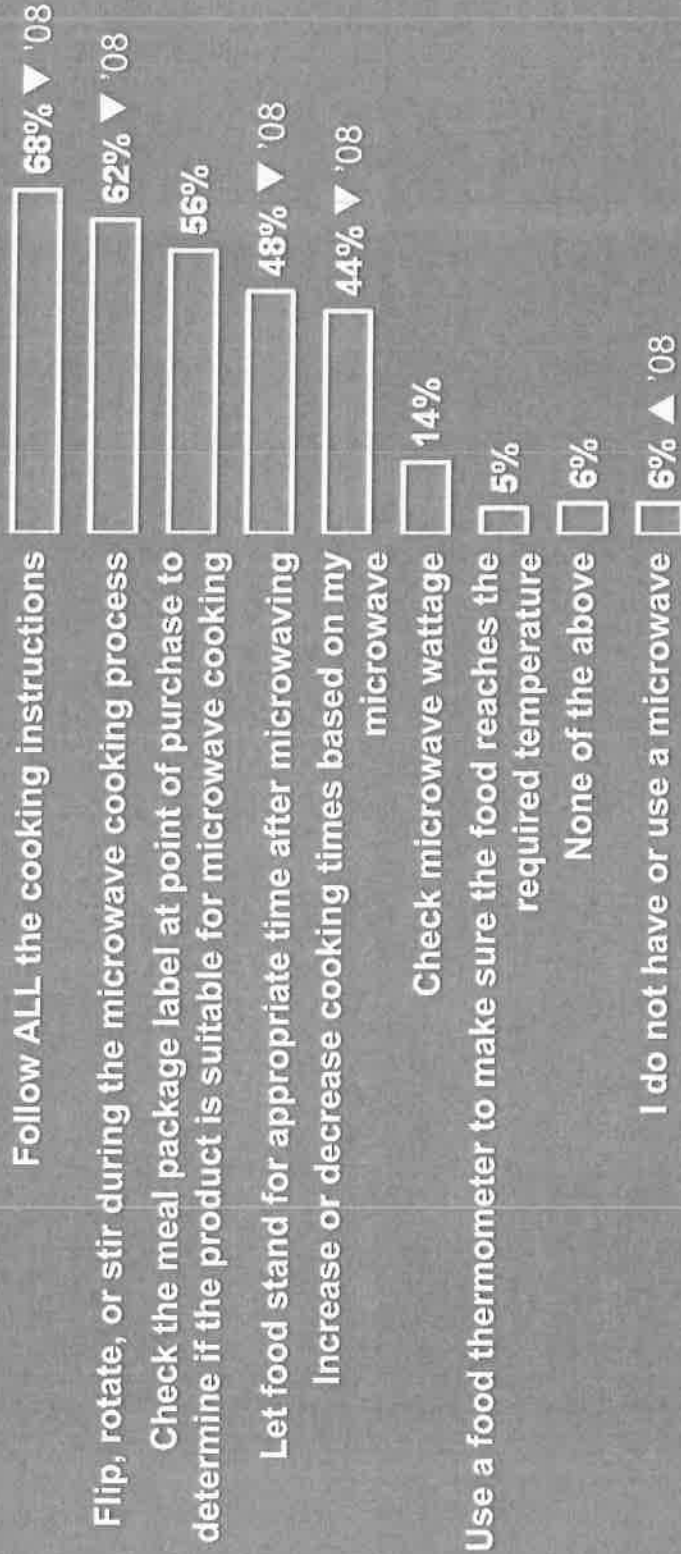 Follow ALL the cooking instructions 68% ▼ '08
Flip, rotate, or stir during the microwave cooking process 62% ▼ '08
Check the meal package label at point of purchase to
determine if the product is suitable for microwave cooking 56%
Let food stand for appropriate time after microwaving 48% ▼ '08
Increase or decrease cooking times based on my
microwave 44% ▼ '08
Check microwave wattage 14%
Use a food thermometer to make sure the food reaches the
required temperature 5%
None of the above 6%
I do not have or use a microwave 6% ▲ '08